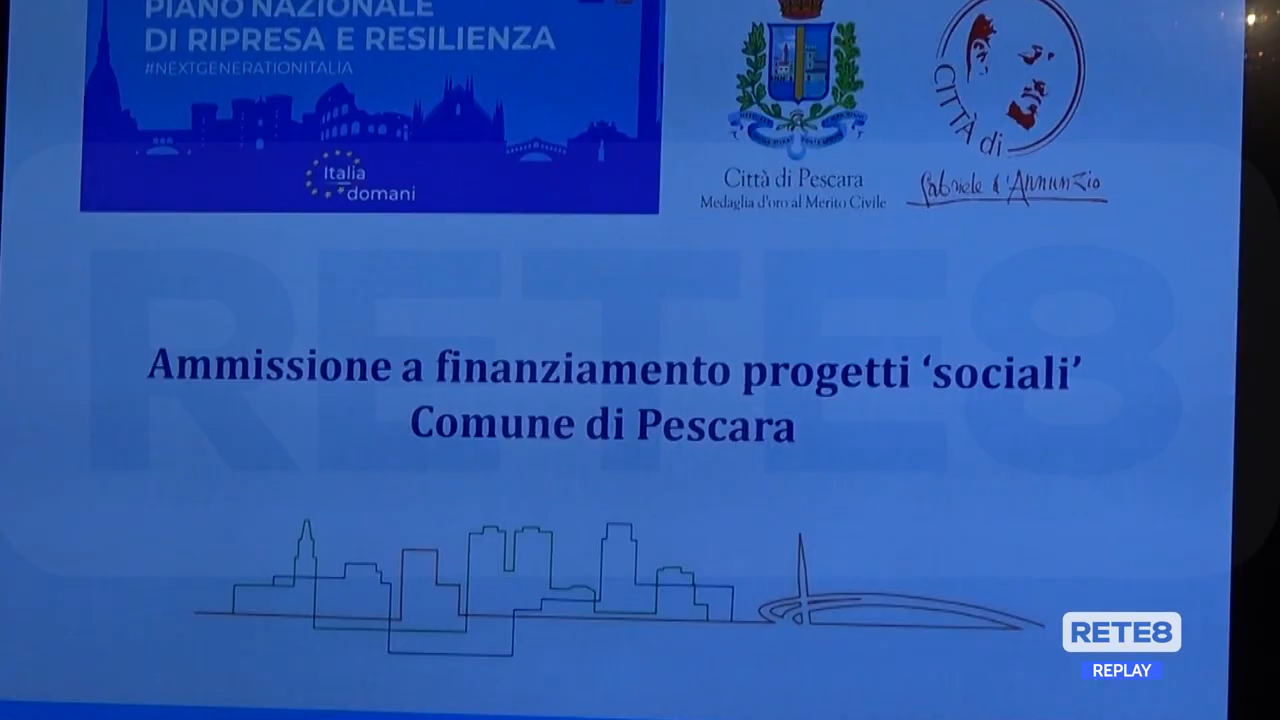 PIANO NAZIONALE
DI RIPRESA E RESILIENZA
#NEXTGENERATIONITALIA
Italia
domani
Città di Pescara
Medaglia d'oro al Merito Civile
CITTÀ di
Gabriele d'Annunzio
RETE8
Ammissione a finanziamento progetti ‘sociali’
Comune di Pescara
RETE8
REPLAY